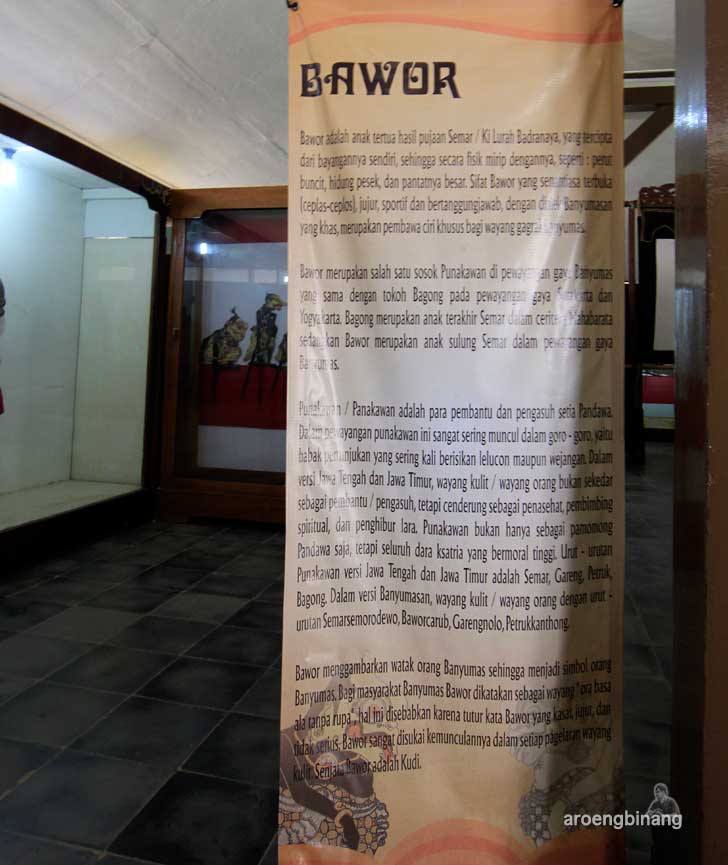 BAWOR
Bawor adalah anak tertua hasil pujaan Semar / Ki Lurah Badranaya, yang tercipta
dari bayangannya sendiri, sehingga secara fisik mirip dengannya, seperti : perut
buncit, hidung pesek, dan pantatnya besar. Sifat Bawor yang senantiasa terbuka
(ceplas-ceplos), jujur, sportif dan bertanggungjawab, dengan dialek Banyumasan
yang khas, merupakan pembawa ciri khusus bagi wayang gagrak Banyumas.
Bawor merupakan salah satu sosok Punakawan di pewayangan gaya Banyumas
yang sama dengan tokoh Bagong pada pewayangan gaya Surakarta dan
Yogyakarta. Bagong merupakan anak terakhir Semar dalam ceritera Mahabarata
sedangkan Bawor merupakan anak sulung Semar dalam pewayangan gaya
Banyumas.
Punakawan / Panakawan adalah para pembantu dan pengasuh setia Pandawa.
Dalam pewayangan punakawan ini sangat sering muncul dalam goro - goro, yaitu
babak pertunjukan yang sering kali berisikan lelucon maupun wejangan. Dalam
versi Jawa Tengah dan Jawa Timur, wayang kulit / wayang orang bukan sekedar
sebagai pembantu / pengasuh, tetapi cenderung sebagai penasehat, pembimbing
spiritual, dan penghibur lara. Punakawan bukan hanya sebagai pamomong
Pandawa saja, tetapi seluruh dara ksatria yang bermoral tinggi. Urut - urutan
Punakawan versi Jawa Tengah dan Jawa Timur adalah Semar, Gareng, Petruk,
Bagong. Dalam versi Banyumasan, wayang kulit / wayang orang dengan urut -
urutan Semarsemorodewo, Baworcarub, Garengnolo, Petrukkanthong.
Bawor menggambarkan watak orang Banyumas sehingga menjadi simbol orang
Banyumas. Bagi masyarakat Banyumas Bawor dikatakan sebagai wayang " ora basa
ala tanpa rupa", hal ini disebabkan karena tutur kata Bawor yang kasar, jujur, dan
tidak serius. Bawor sangat disukai kemunculannya dalam setiap pagelaran wayang
kulit. Senjata Bawor adalah Kudi.
aroengbinang